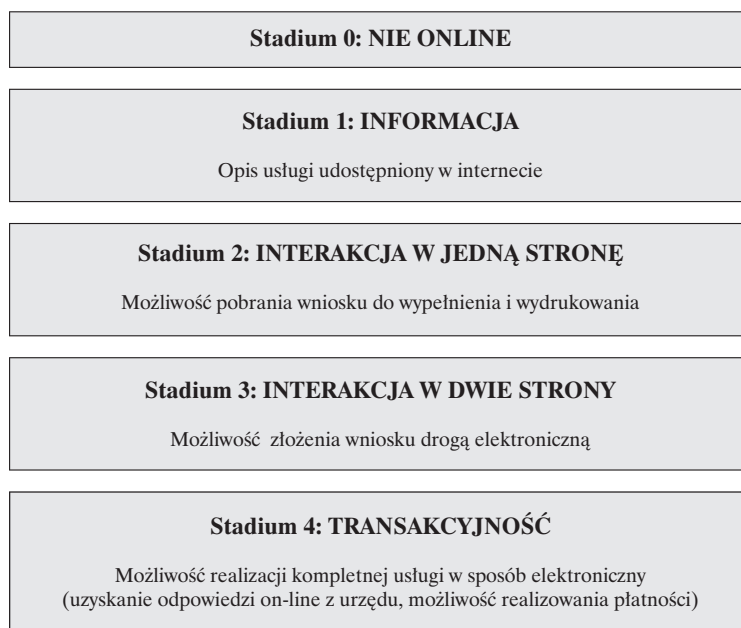 Stadium 0: NIE ONLINE
Stadium 1: INFORMACJA
Opis usługi udostępniony w internecie
Stadium 2: INTERAKCJA W JEDNĄ STRONĘ
Możliwość pobrania wniosku do wypełnienia i wydrukowania
Stadium 3: INTERAKCJA W DWIE STRONY
Możliwość złożenia wniosku drogą elektroniczną
Stadium 4: TRANSAKCYJNOŚĆ
Możliwość realizacji kompletnej usługi w sposób elektroniczny
(uzyskanie odpowiedzi on-line z urzędu, możliwość realizowania płatności)